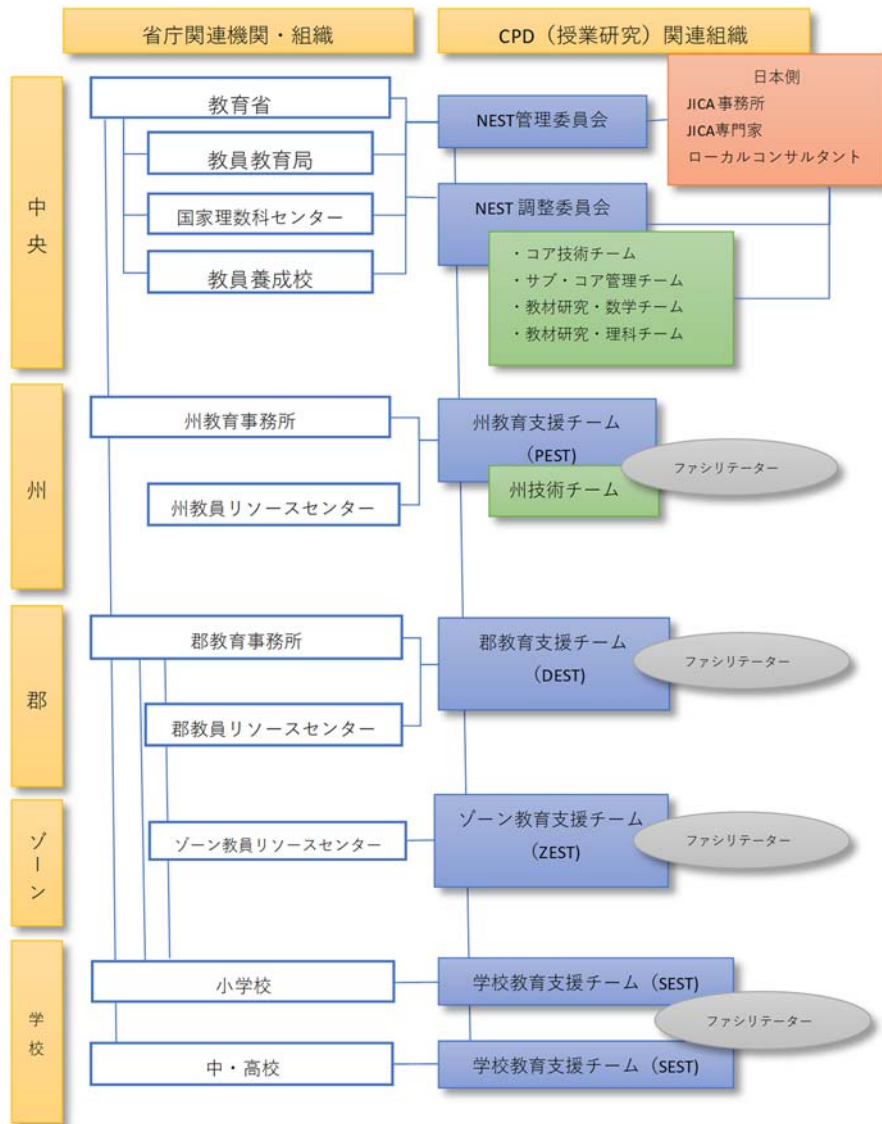 省庁関連機関・組織
CPD（授業研究）関連組織
中央
教育省
教員教育局
国家理数科センター
教員養成校
NEST管理委員会
NEST 調整委員会
・コア技術チーム
・サブ・コア管理チーム
・教材研究・数学チーム
・教材研究・理科チーム
日本側
JICA 事務所
JICA専門家
ローカルコンサルタント
州
州教育事務所
州教員リソースセンター
州教育支援チーム
（PEST)
州技術チーム
ファシリテーター
郡
郡教育事務所
郡教員リソースセンター
郡教育支援チーム
（DEST)
ファシリテーター
ゾーン
ゾーン教員リソースセンター
ゾーン教育支援チーム
（ZEST)
ファシリテーター
学校
小学校
学校教育支援チーム（SEST)
ファシリテーター
中・高校
学校教育支援チーム（SEST)